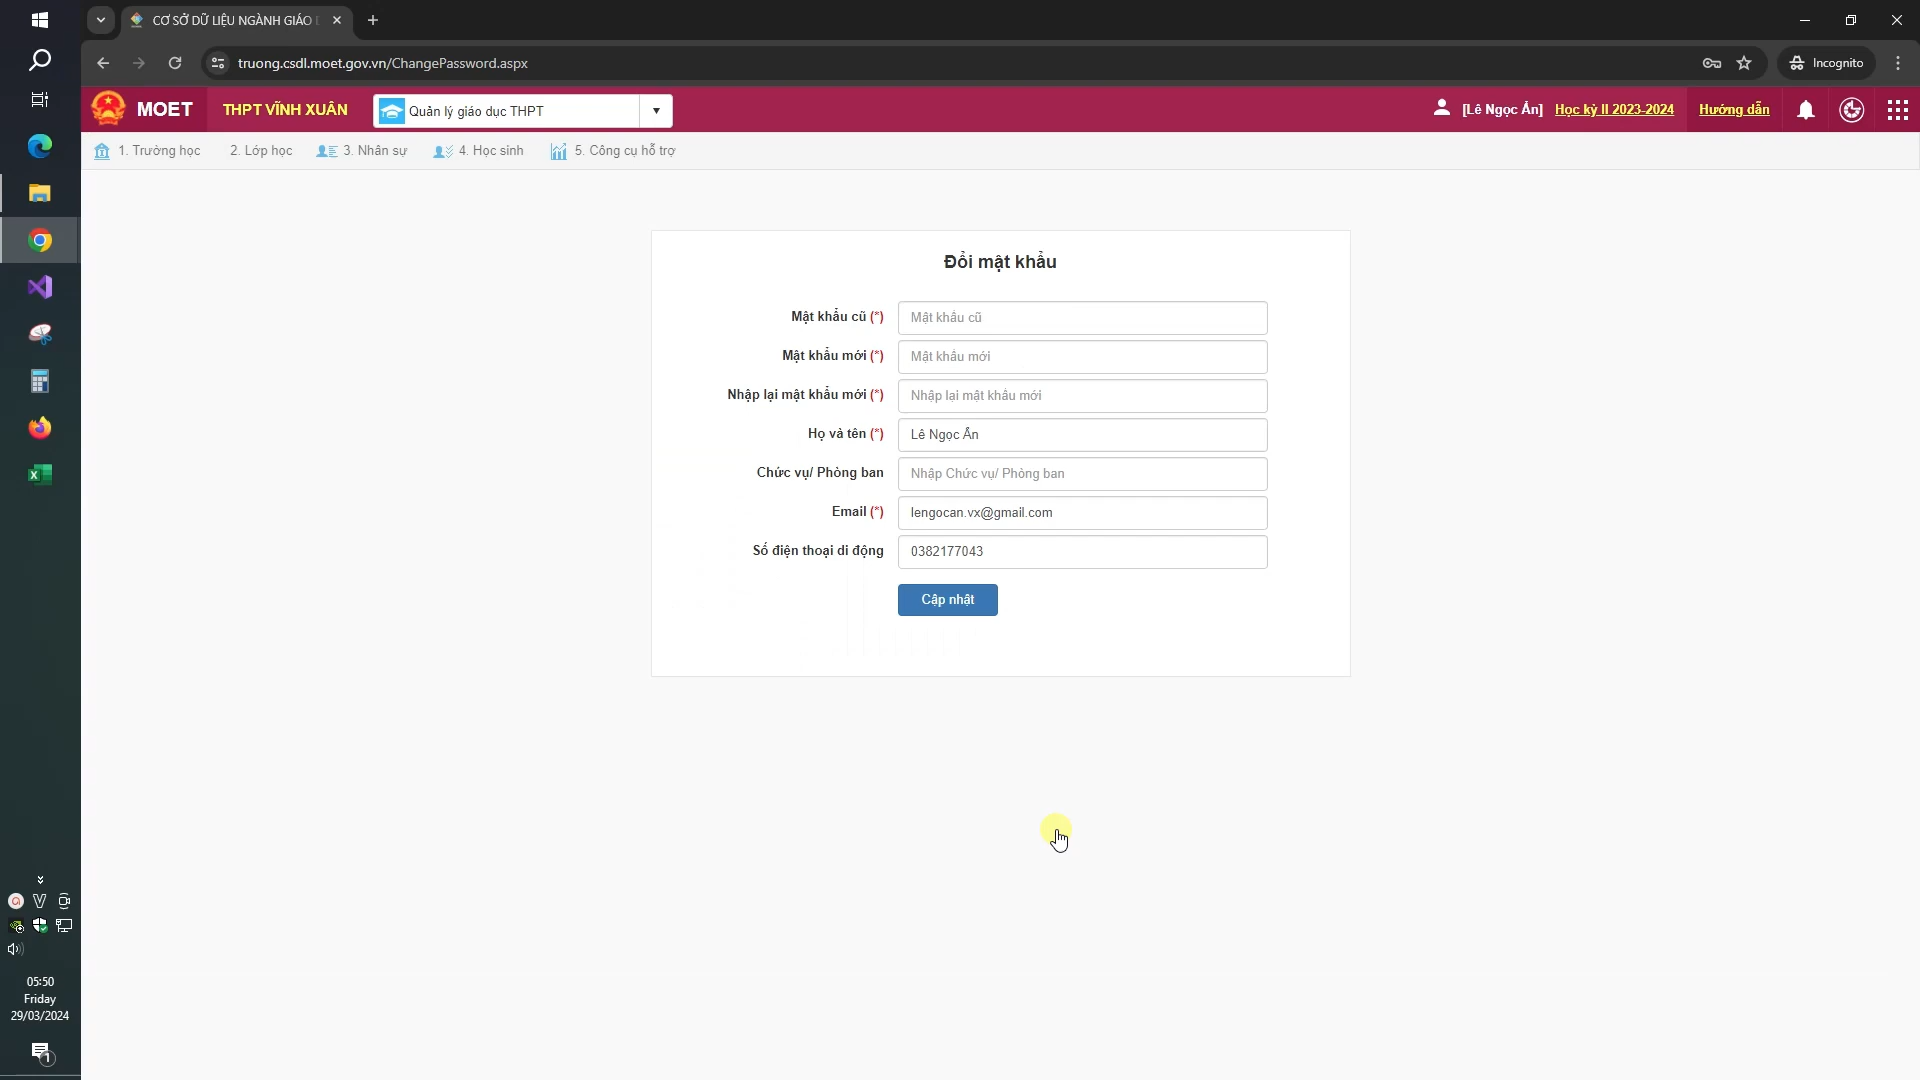 CƠ SỞ DỮ LIỆU NGÀNH GIÁO
truong.csdl.moet.gov.vn/ChangePassword.aspx
Incognito
MOET
THPT VĨNH XUÂN
Quản lý giáo dục THPT
[Lê Ngọc Ẩn]
Học kỳ II 2023-2024
Hướng dẫn
1. Trường học
2. Lớp học
3. Nhân sự
4. Học sinh
5. Công cụ hỗ trợ
Đổi mật khẩu
Mật khẩu cũ (*)
Mật khẩu cũ
Mật khẩu mới (*)
Mật khẩu mới
Nhập lại mật khẩu mới (*)
Nhập lại mật khẩu mới
Họ và tên (*)
Lê Ngọc Ẩn
Chức vụ/ Phòng ban
Nhập Chức vụ/ Phòng ban
Email (*)
lengocan.vx@gmail.com
Số điện thoại di động
0382177043
Cập nhật
05:50
Friday
29/03/2024
1